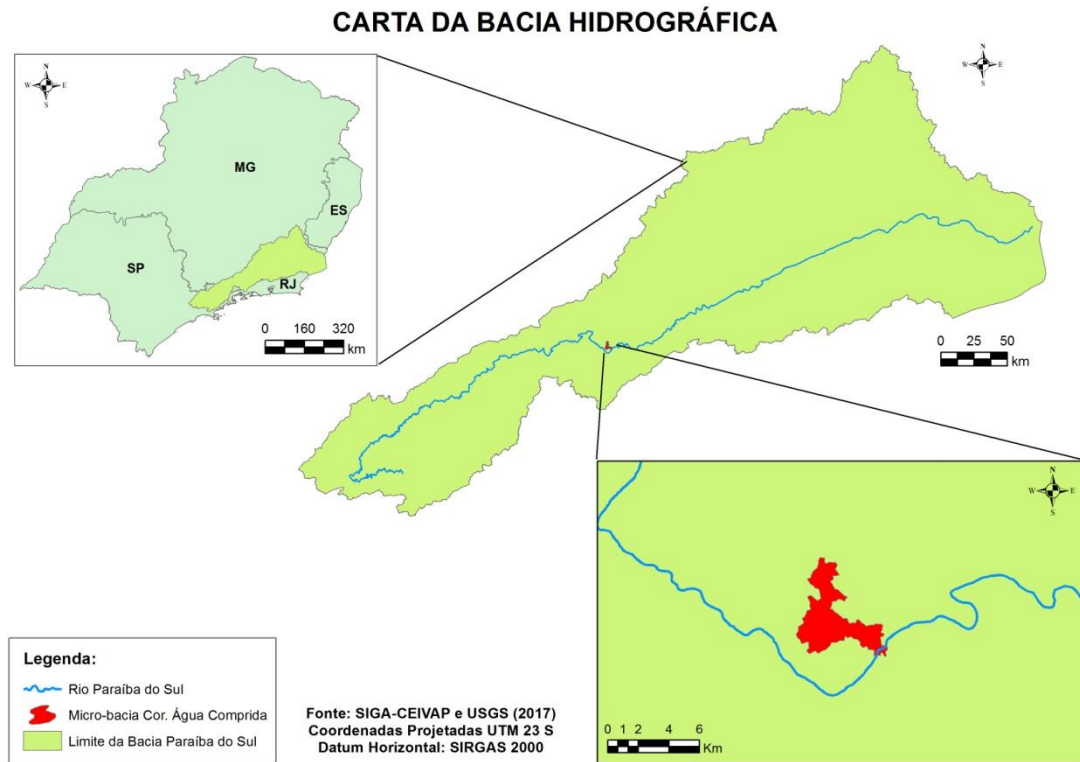 CARTA DA BACIA HIDROGRÁFICA
N
W E
S
MG
ES
SP
RJ
0 160 320
km
N
W E
S
0 25 50
km
N
W E
S
0 1 2 4 6
Km
Legenda:
Rio Paraíba do Sul
Micro-bacia Cor. Água Comprida
Limite da Bacia Paraíba do Sul
Fonte: SIGA-CEIVAP e USGS (2017)
Coordenadas Projetadas UTM 23 S
Datum Horizontal: SIRGAS 2000